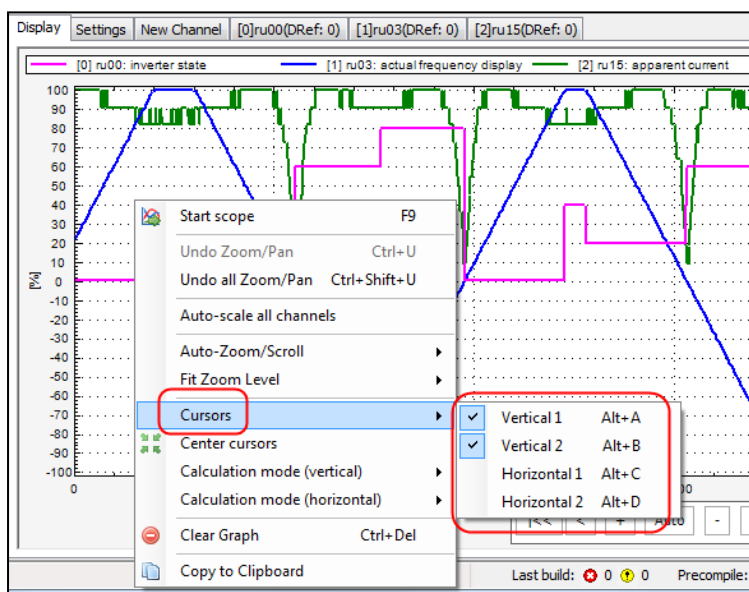 Display Settings New Channel [0]ru00(DRef: 0) [1]ru03(DRef: 0) [2]ru15(DRef: 0)
[0] ru00: inverter state [1] ru03: actual frequency display [2] ru15: apparent current
100
90
80
70
60
50
40
30
20
10
0
-10
-20
-30
-40
-50
-60
-70
-80
-90
-100
[%]
0
Start scope F9
Undo Zoom/Pan Ctrl+U
Undo all Zoom/Pan Ctrl+Shift+U
Auto-scale all channels
Auto-Zoom/Scroll
Fit Zoom Level
Cursors
Center cursors
Calculation mode (vertical)
Calculation mode (horizontal)
Clear Graph Ctrl+Del
Copy to Clipboard
Vertical 1 Alt+A
Vertical 2 Alt+B
Horizontal 1 Alt+C
Horizontal 2 Alt+D
|<< < + Auto -
Last build: 0 0 Precompile: